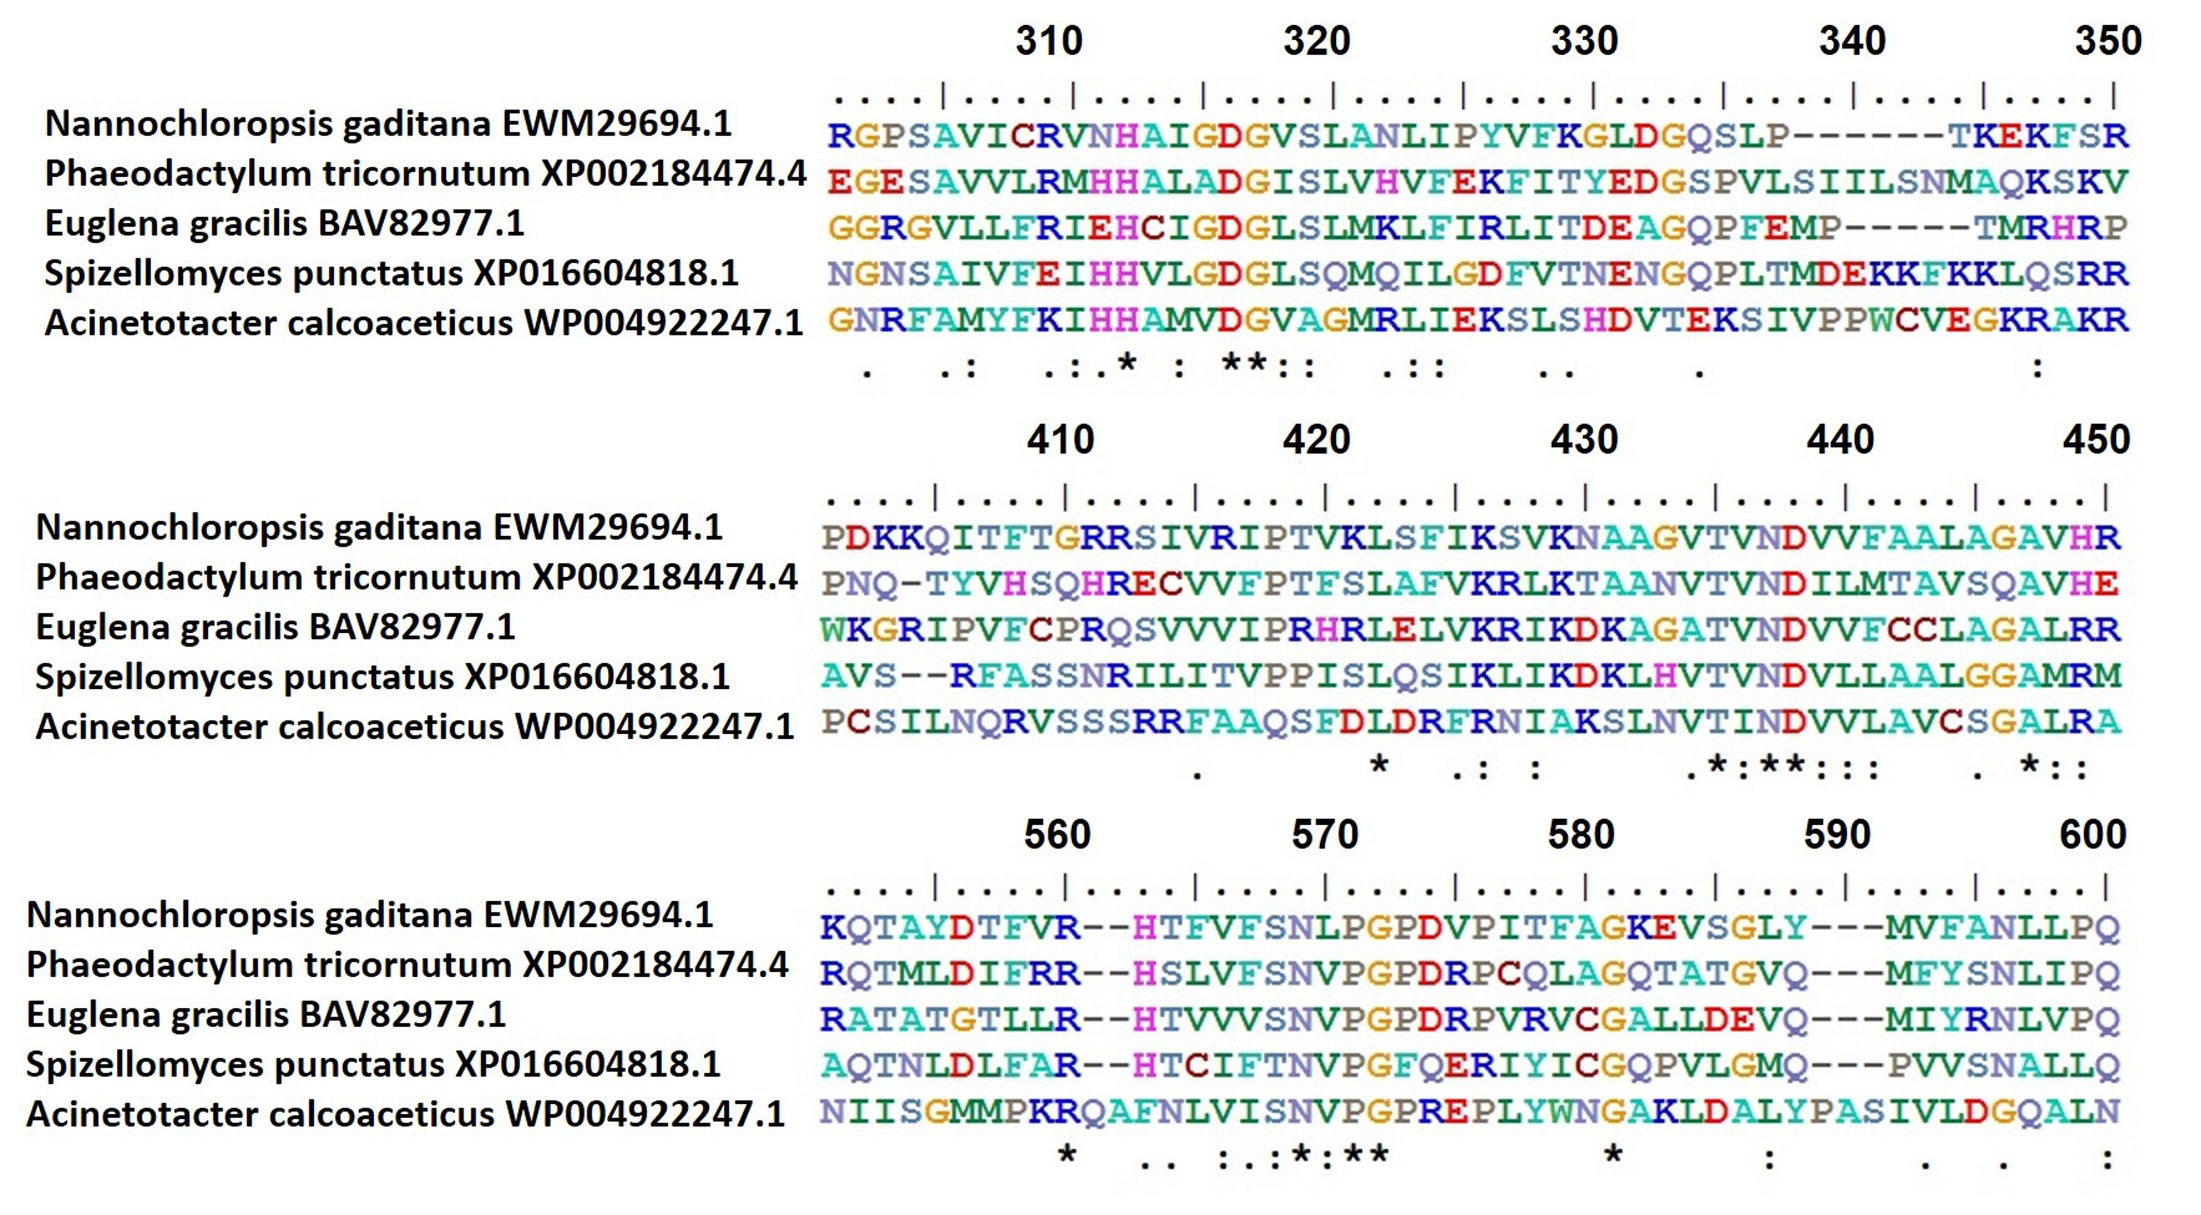 310 320 330 340 350
....|....|....|....|....|....|....|....|....|....|
Nannochloropsis gaditana EWM29694.1 RGPSAVICRVNHAIGDGVSLANLIPYVFKGLDGQSLP------TKEKFSR
Phaeodactylum tricornutum XP002184474.4 EGESAVVLRMHHALADGISLVHVFEKFITYEDGSPVLSIILSNMAQKSKV
Euglena gracilis BAV82977.1 GGRGVLLFRIEHCIGDGLSLMKLFIRLITDEAGQPFEMP-----TMRHRP
Spizellomyces punctatus XP016604818.1 NGNSAIVFEIHHVLGDGLSQMQILGDFVTNENGQPLTMDEKKFKKLQSRR
Acinetotacter calcoaceticus WP004922247.1 GNRFAMYFKIHHAMVDGVAGMRLIEKSLSHDVTEKSIVPPWCVEGKRAKR
. .: .:.* : **:: .:: .. . :
410 420 430 440 450
....|....|....|....|....|....|....|....|....|....|
Nannochloropsis gaditana EWM29694.1 PDKKQITFTGRRSIVRIPTVKLSFIKSVKNAAGVTVNDVVFAALAGAVHR
Phaeodactylum tricornutum XP002184474.4 PNQ-TYVHSQHRECVVFPTFSLAFVKRLKTAANVTVNDILMTAVSQAVHE
Euglena gracilis BAV82977.1 WKGRIPVFCPRQSVVVIPRHRLELVKRIKDKAGATVNDVVFCCLAGALRR
Spizellomyces punctatus XP016604818.1 AVS--RFASSNRILITVPPISLQSIKLIKDKLHVTVNDVLLAALGGAMRM
Acinetotacter calcoaceticus WP004922247.1 PCSILNQRVSSSRRFAAQSFDLDRFRNIAKSLNVTINDVVLAVCSGALRA
. * .: : .*:**::: . *::
560 570 580 590 600
....|....|....|....|....|....|....|....|....|....|
Nannochloropsis gaditana EWM29694.1 KQTAYDTFVR--HTFVFSNLPGPDVPITFAGKEVSGLY---MVFANLLPQ
Phaeodactylum tricornutum XP002184474.4 RQTMLDIFRR--HSLVFSNVPGPDRPCQLAGQTATGVQ---MFYSNLIPQ
Euglena gracilis BAV82977.1 RATATGTLLR--HTVVVSNVPGPDRPVRVCGALLDEVQ---MIYRNLVPQ
Spizellomyces punctatus XP016604818.1 AQTNLDLFAR--HTCIFTNVPGFQERIYICGQPVLGMQ---PVVSNALLQ
Acinetotacter calcoaceticus WP004922247.1 NIISGMMPKRQAFNLVISNVPGPREPLYWNGAKLDALYPASIVLDGQALN
* .. :.:*:** * : . . :